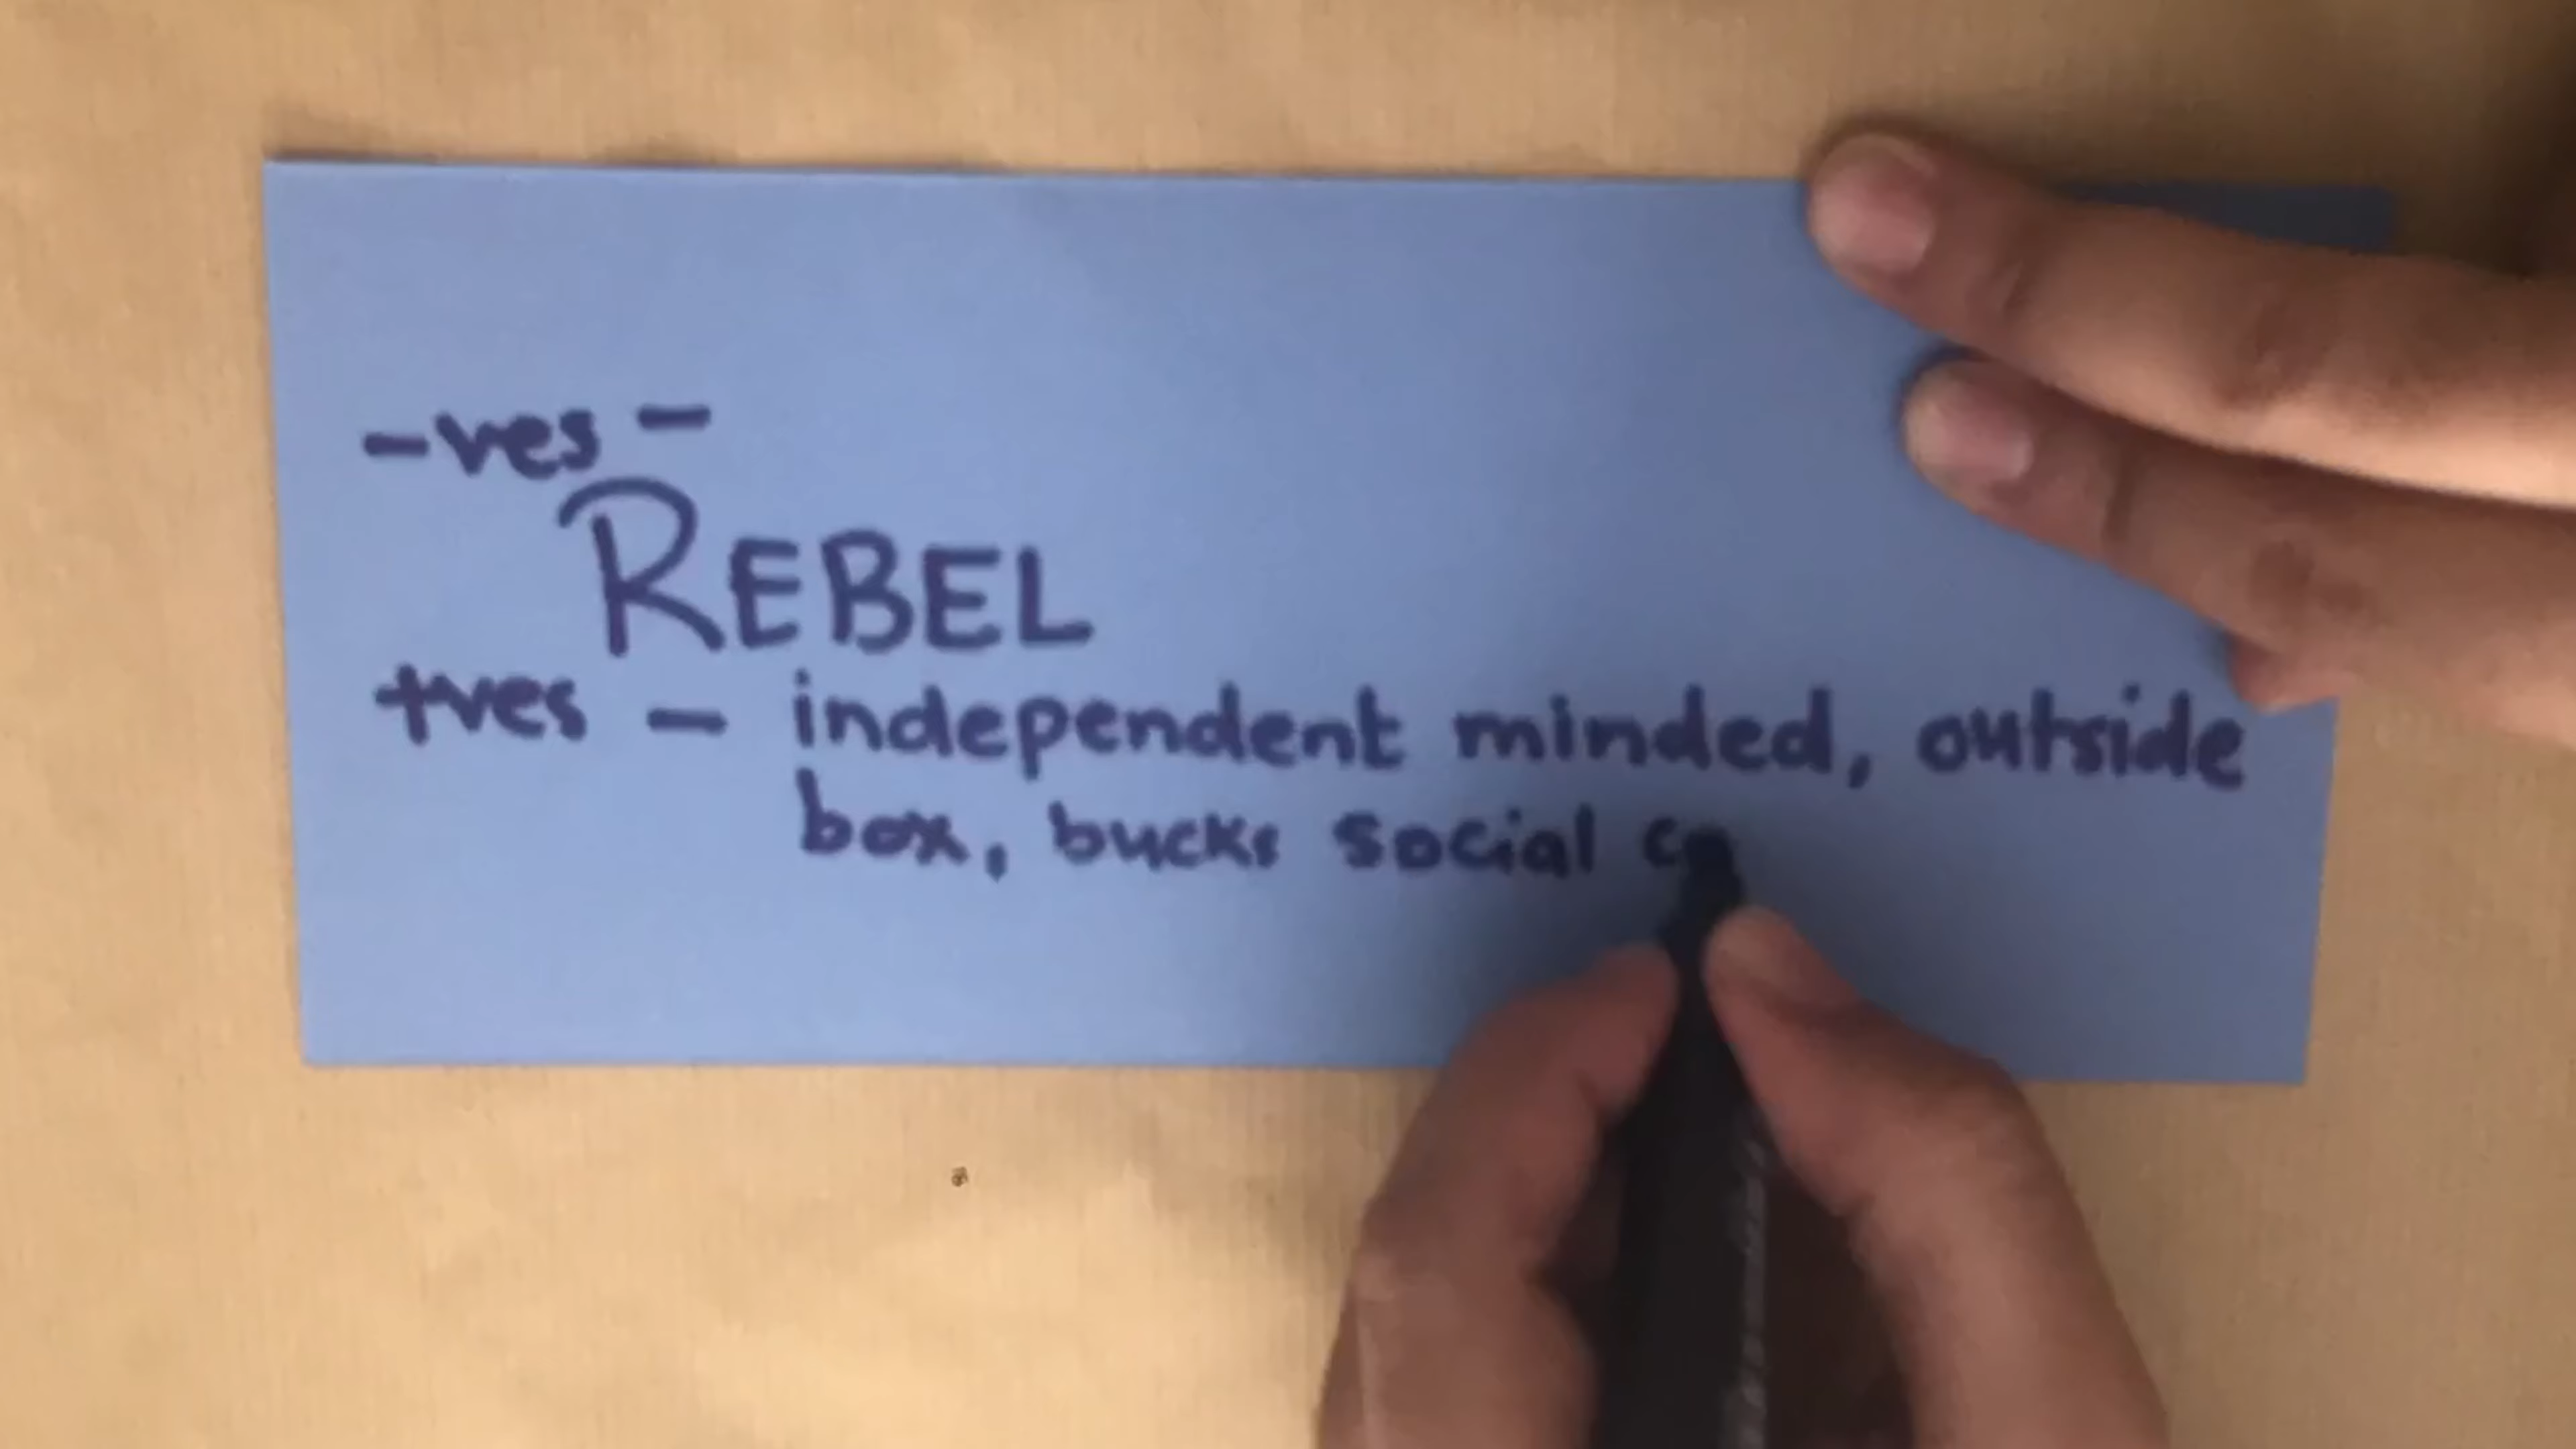 -ves -
REBEL
+ves - independent minded, outside
box, bucks social